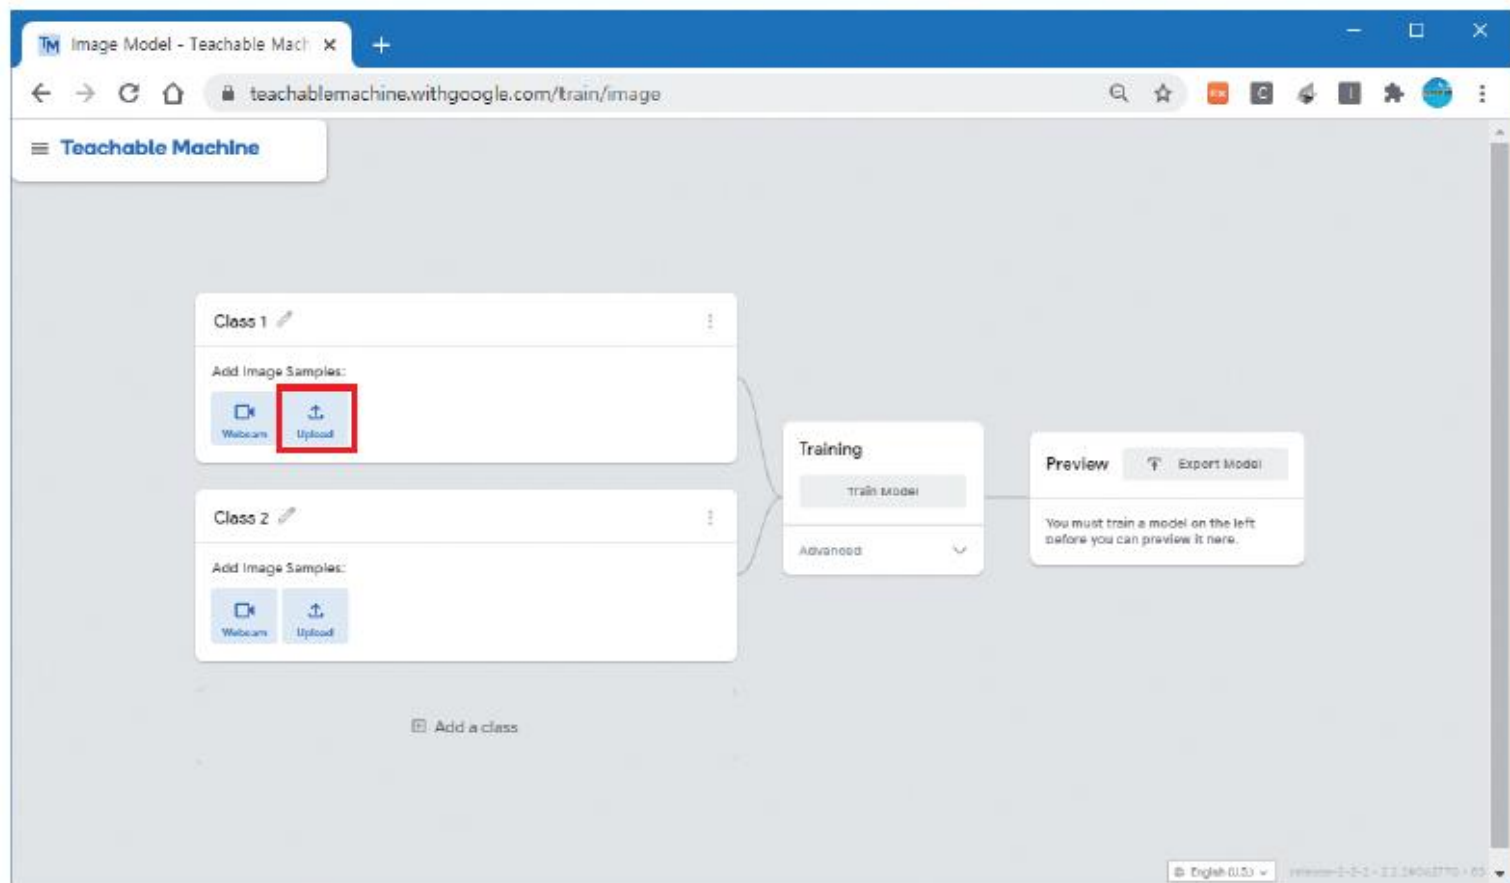 TM Image Model - Teachable Mach
teachablemachine.withgoogle.com/train/image
Teachable Machine
Class 1
Add Image Samples:
Webcam Upload
Class 2
Add Image Samples:
Webcam Upload
Add a class
Training
Train Model
Advanced
Preview Export Model
You must train a model on the left
before you can preview it here.
English (U.S.)